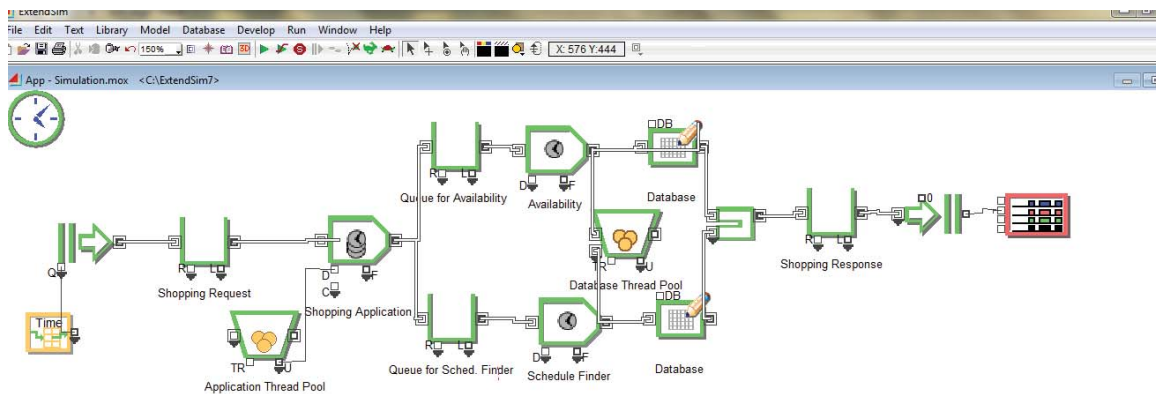 ExtendSim
File Edit Text Library Model Database Develop Run Window Help
150% 3D X: 576 Y:444
App - Simulation.mox <C:\ExtendSim7>
DB
R L
D F
Queue for Availability
Availability
Database
0
Q
R L
D F
C
TR U
R L
Shopping Request
Shopping Application
Database Thread Pool
Shopping Response
DB
Time
TR U
R L
D F
Queue for Sched. Finder
Schedule Finder
Database
Application Thread Pool